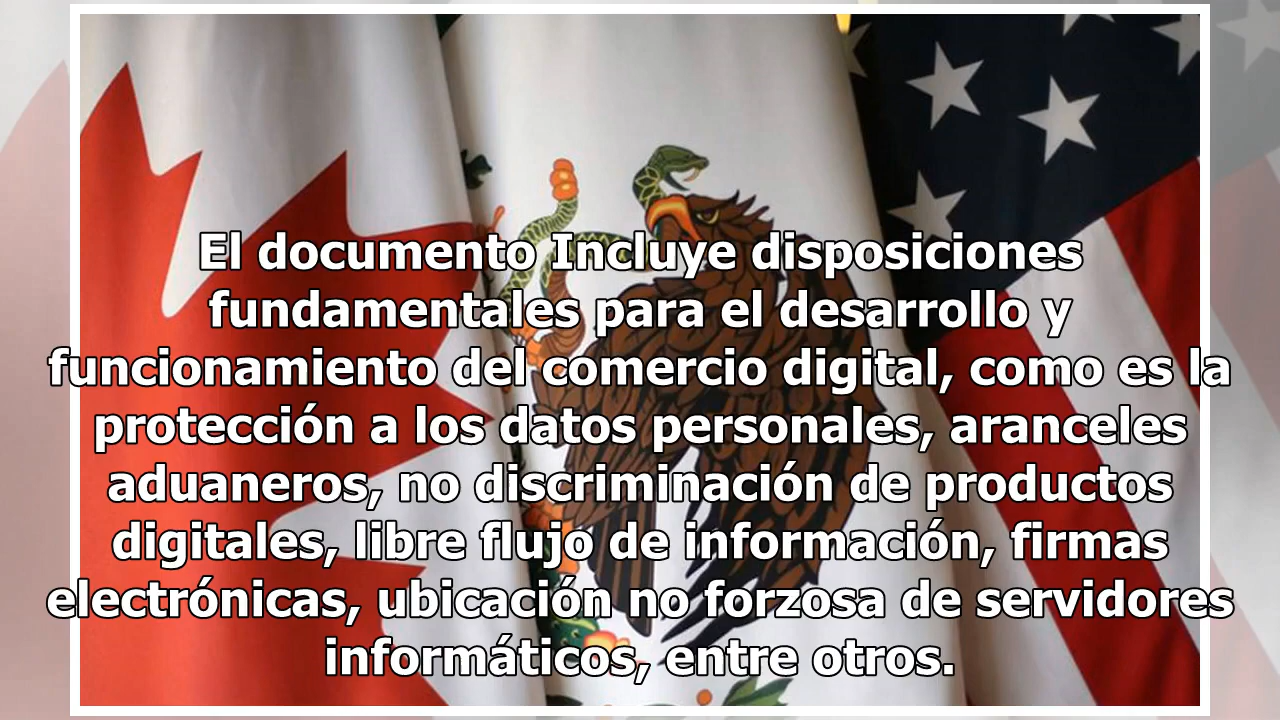 El documento Incluye disposiciones
fundamentales para el desarrollo y
funcionamiento del comercio digital, como es la
protección a los datos personales, aranceles
aduaneros, no discriminación de productos
digitales, libre flujo de información, firmas
electrónicas, ubicación no forzosa de servidores
informáticos, entre otros.